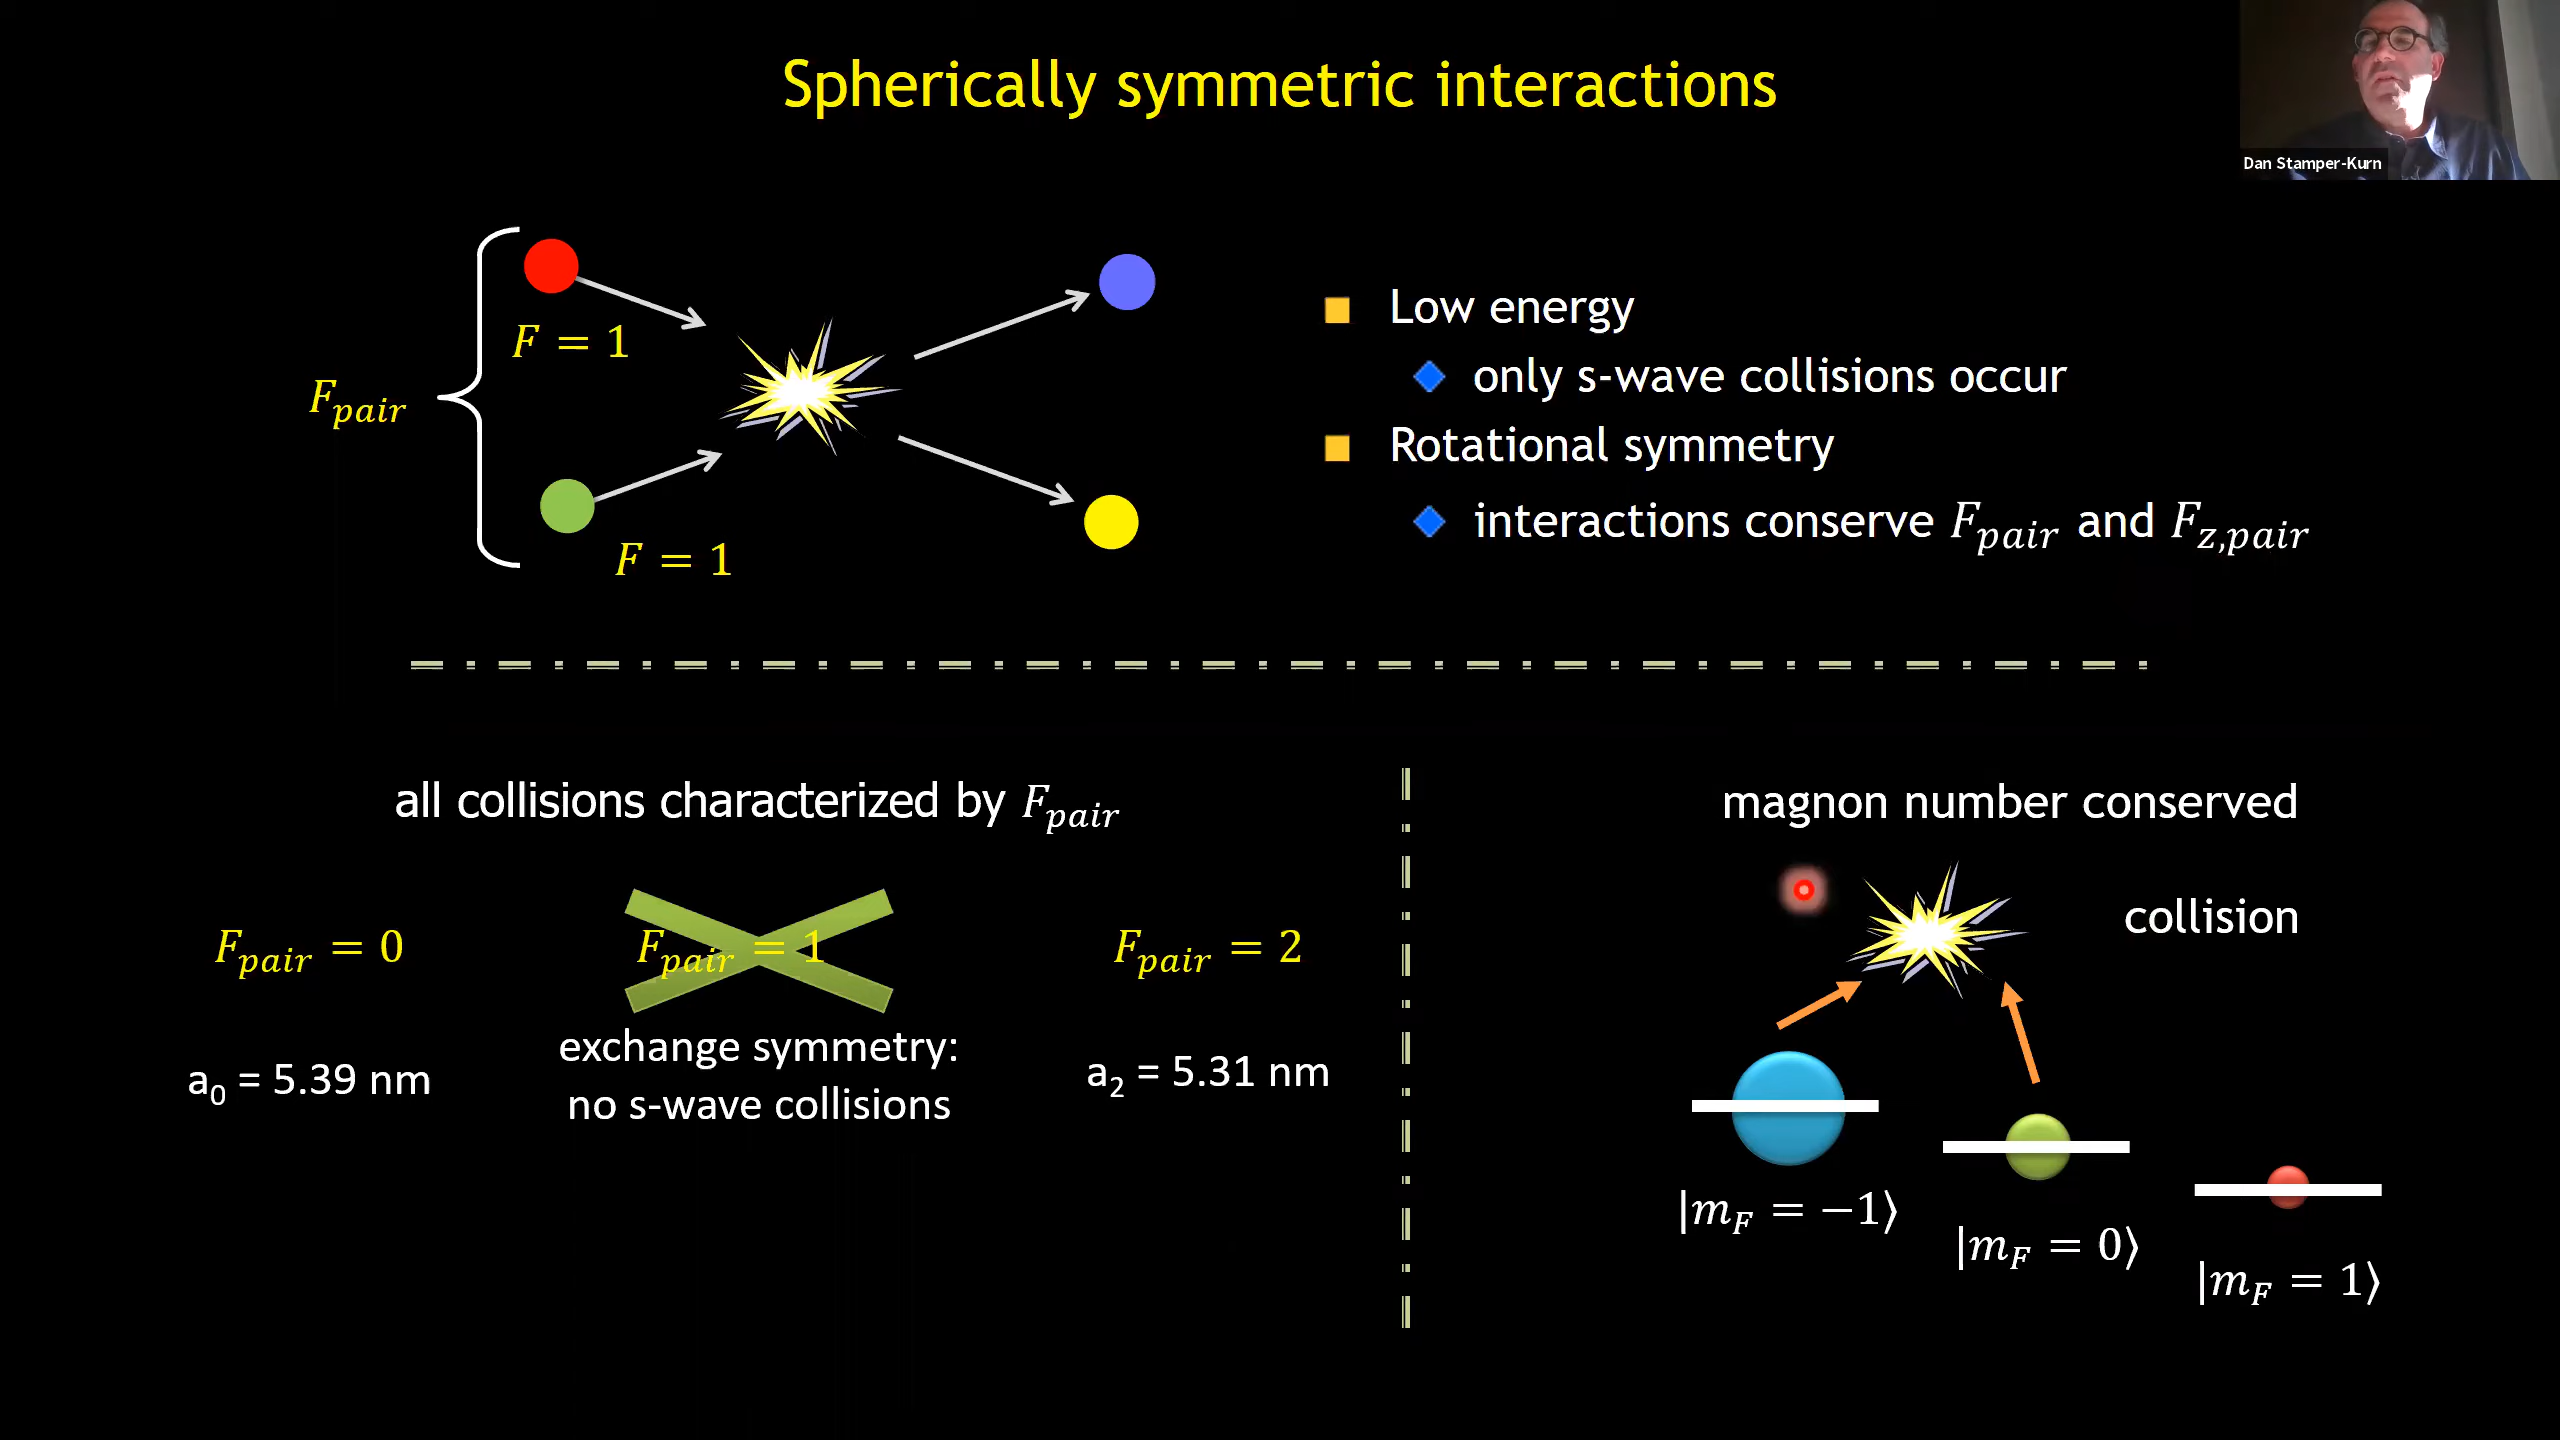 Spherically symmetric interactions
Dan Stamper-Kurn
F = 1
F_pair
F = 1
Low energy
only s-wave collisions occur
Rotational symmetry
interactions conserve F_pair and F_z,pair
all collisions characterized by F_pair
F_pair = 0
F_pair = 1
F_pair = 2
a₀ = 5.39 nm
exchange symmetry:
no s-wave collisions
a₂ = 5.31 nm
magnon number conserved
collision
|m_F = −1⟩
|m_F = 0⟩
|m_F = 1⟩